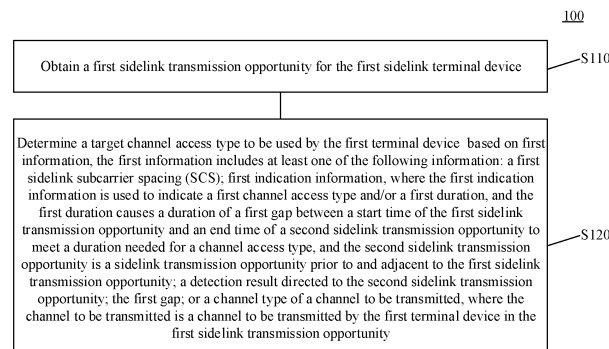 100
Obtain a first sidelink transmission opportunity for the first sidelink terminal device
S110
Determine a target channel access type to be used by the first terminal device based on first
information, the first information includes at least one of the following information: a first
sidelink subcarrier spacing (SCS); first indication information, where the first indication
information is used to indicate a first channel access type and/or a first duration, and the
first duration causes a duration of a first gap between a start time of the first sidelink
transmission opportunity and an end time of a second sidelink transmission opportunity to
meet a duration needed for a channel access type, and the second sidelink transmission
opportunity is a sidelink transmission opportunity prior to and adjacent to the first sidelink
transmission opportunity; a detection result directed to the second sidelink transmission
opportunity; the first gap; or a channel type of a channel to be transmitted, where the
channel to be transmitted is a channel to be transmitted by the first terminal device in the
first sidelink transmission opportunity
S120